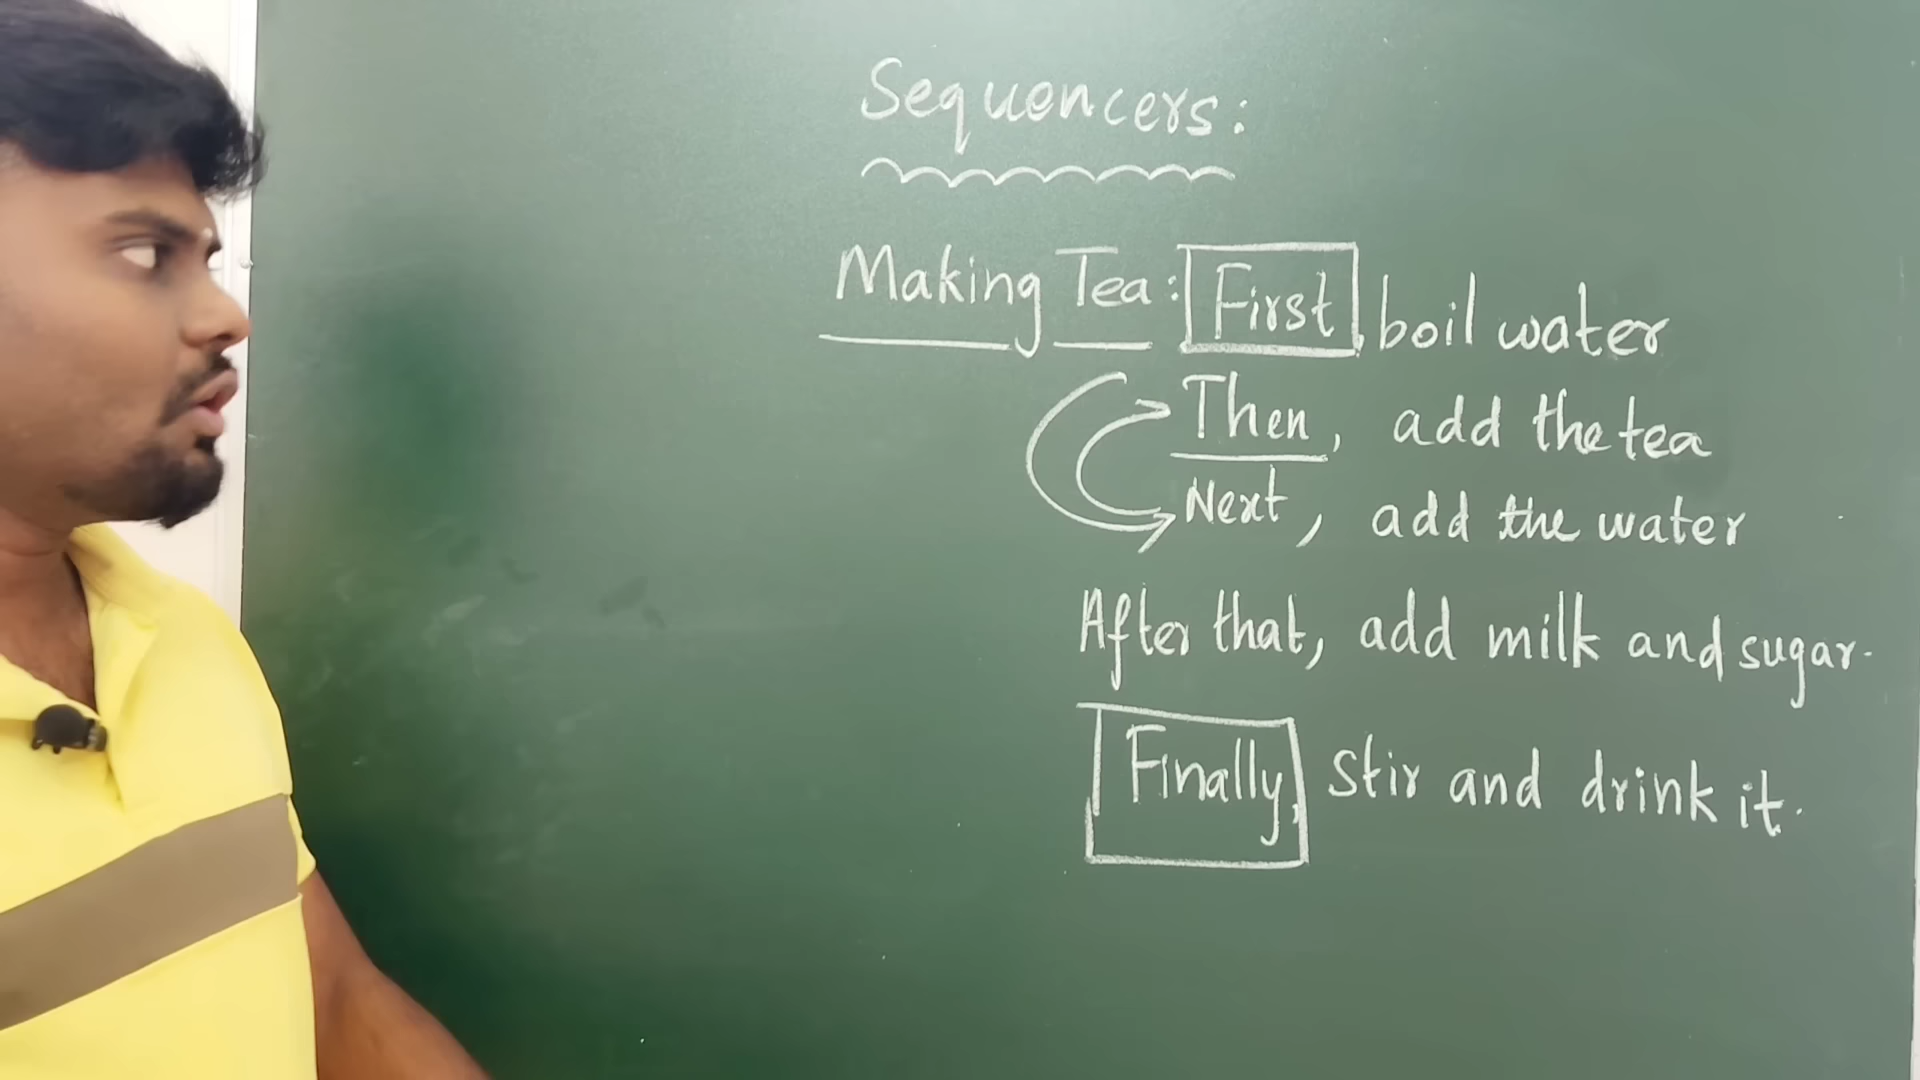 Sequencers:
Making Tea: First, boil water
Then, add the tea
Next, add the water
After that, add milk and sugar.
Finally, Stir and drink it.